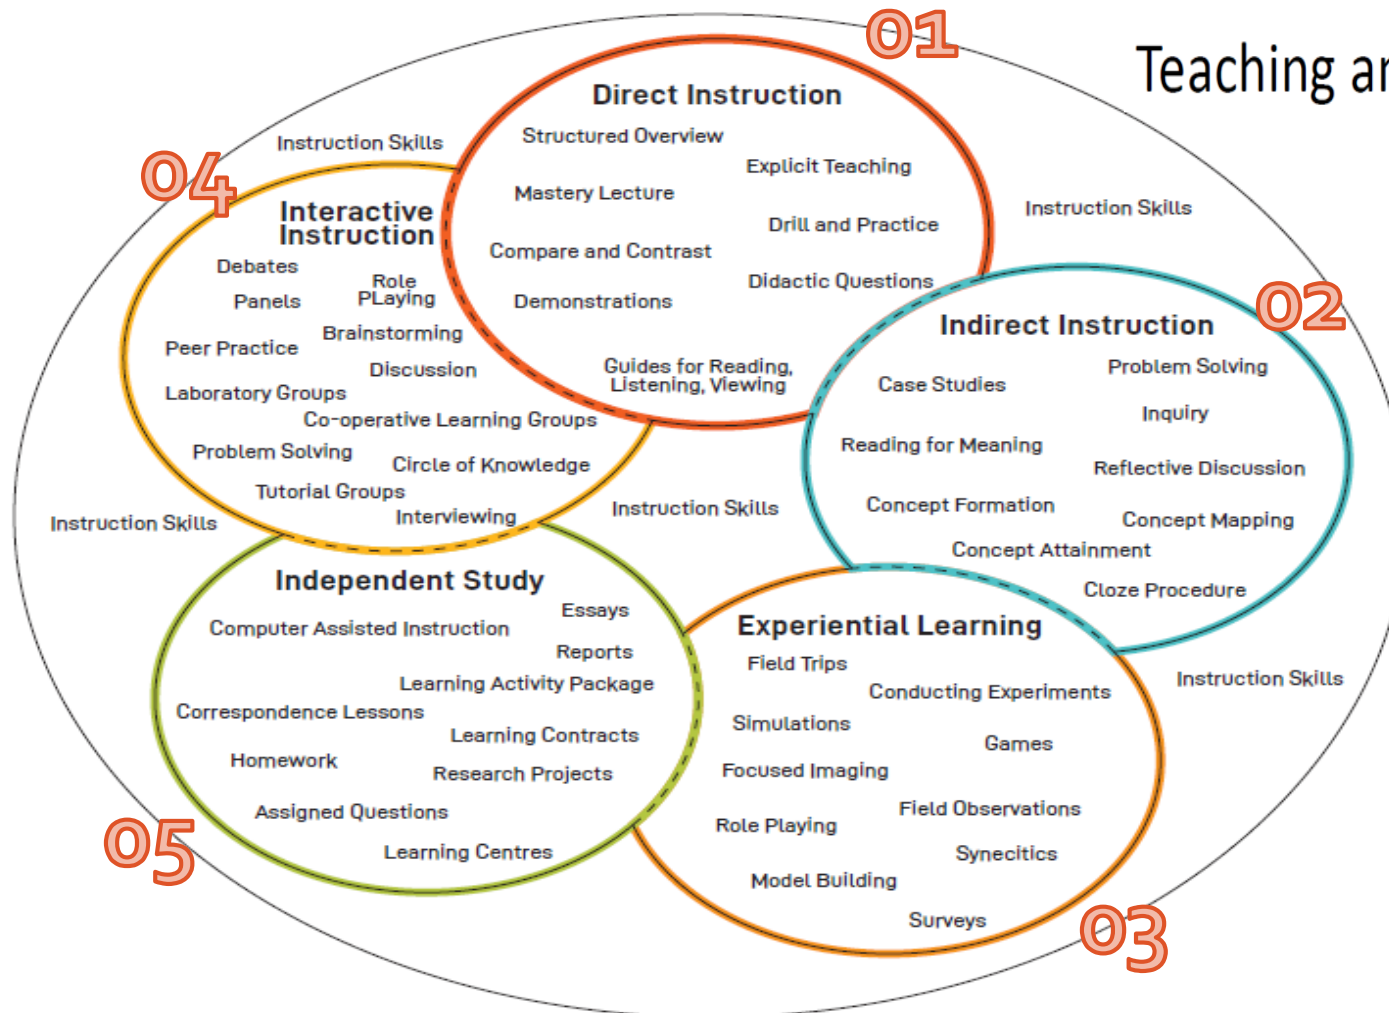 01
Teaching ar
Direct Instruction
Structured Overview
Explicit Teaching
Mastery Lecture
Drill and Practice
Compare and Contrast
Didactic Questions
Demonstrations
Guides for Reading,
Listening, Viewing
Instruction Skills
Instruction Skills
02
Indirect Instruction
Problem Solving
Case Studies
Inquiry
Reading for Meaning
Reflective Discussion
Concept Formation
Concept Mapping
Concept Attainment
Cloze Procedure
Instruction Skills
04
Interactive
Instruction
Debates
Role
PLaying
Panels
Brainstorming
Peer Practice
Discussion
Laboratory Groups
Co-operative Learning Groups
Problem Solving
Circle of Knowledge
Tutorial Groups
Interviewing
Instruction Skills
Instruction Skills
Independent Study
Essays
Computer Assisted Instruction
Reports
Learning Activity Package
Correspondence Lessons
Learning Contracts
Homework
Research Projects
Assigned Questions
Learning Centres
05
Experiential Learning
Field Trips
Conducting Experiments
Simulations
Games
Focused Imaging
Field Observations
Role Playing
Synecitics
Model Building
Surveys
03